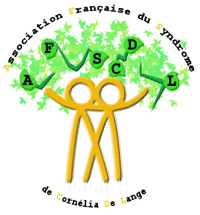 Association Française du Syndrome
A F S C D L
de Cornélia De Lange